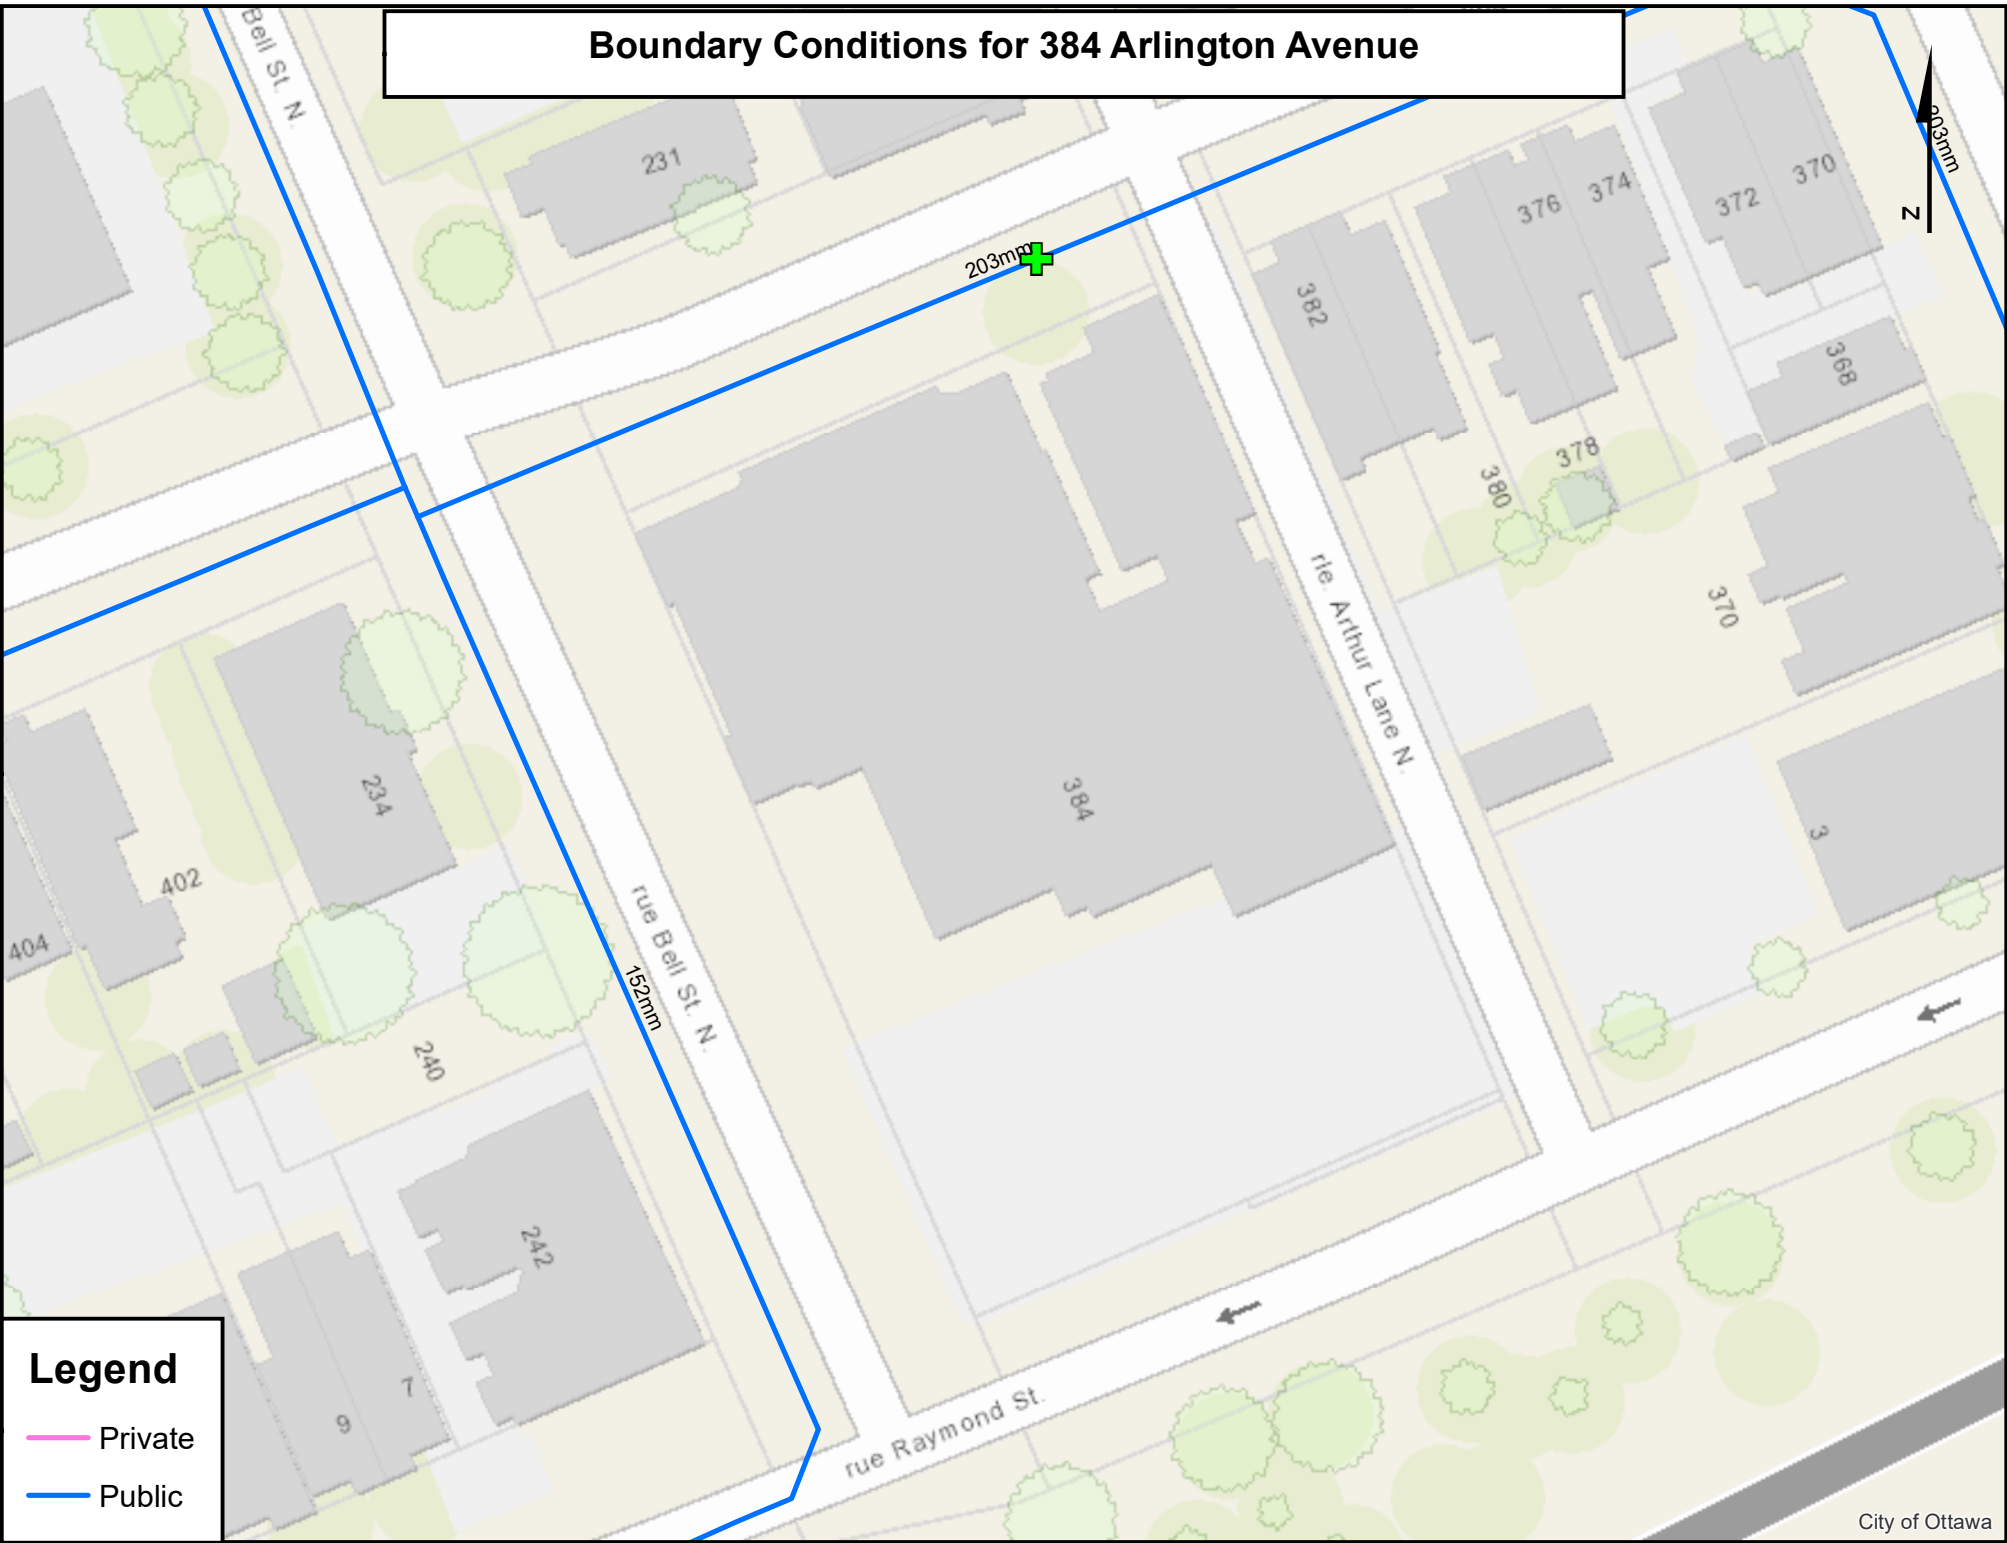 Boundary Conditions for 384 Arlington Avenue
Bell St. N.
203mm
N
231
203mm
382
376
374
372
370
368
378
380
rle. Arthur Lane N.
370
3
384
234
402
404
240
242
9
7
rue Bell St. N.
152mm
rue Raymond St.
Legend
Private
Public
City of Ottawa